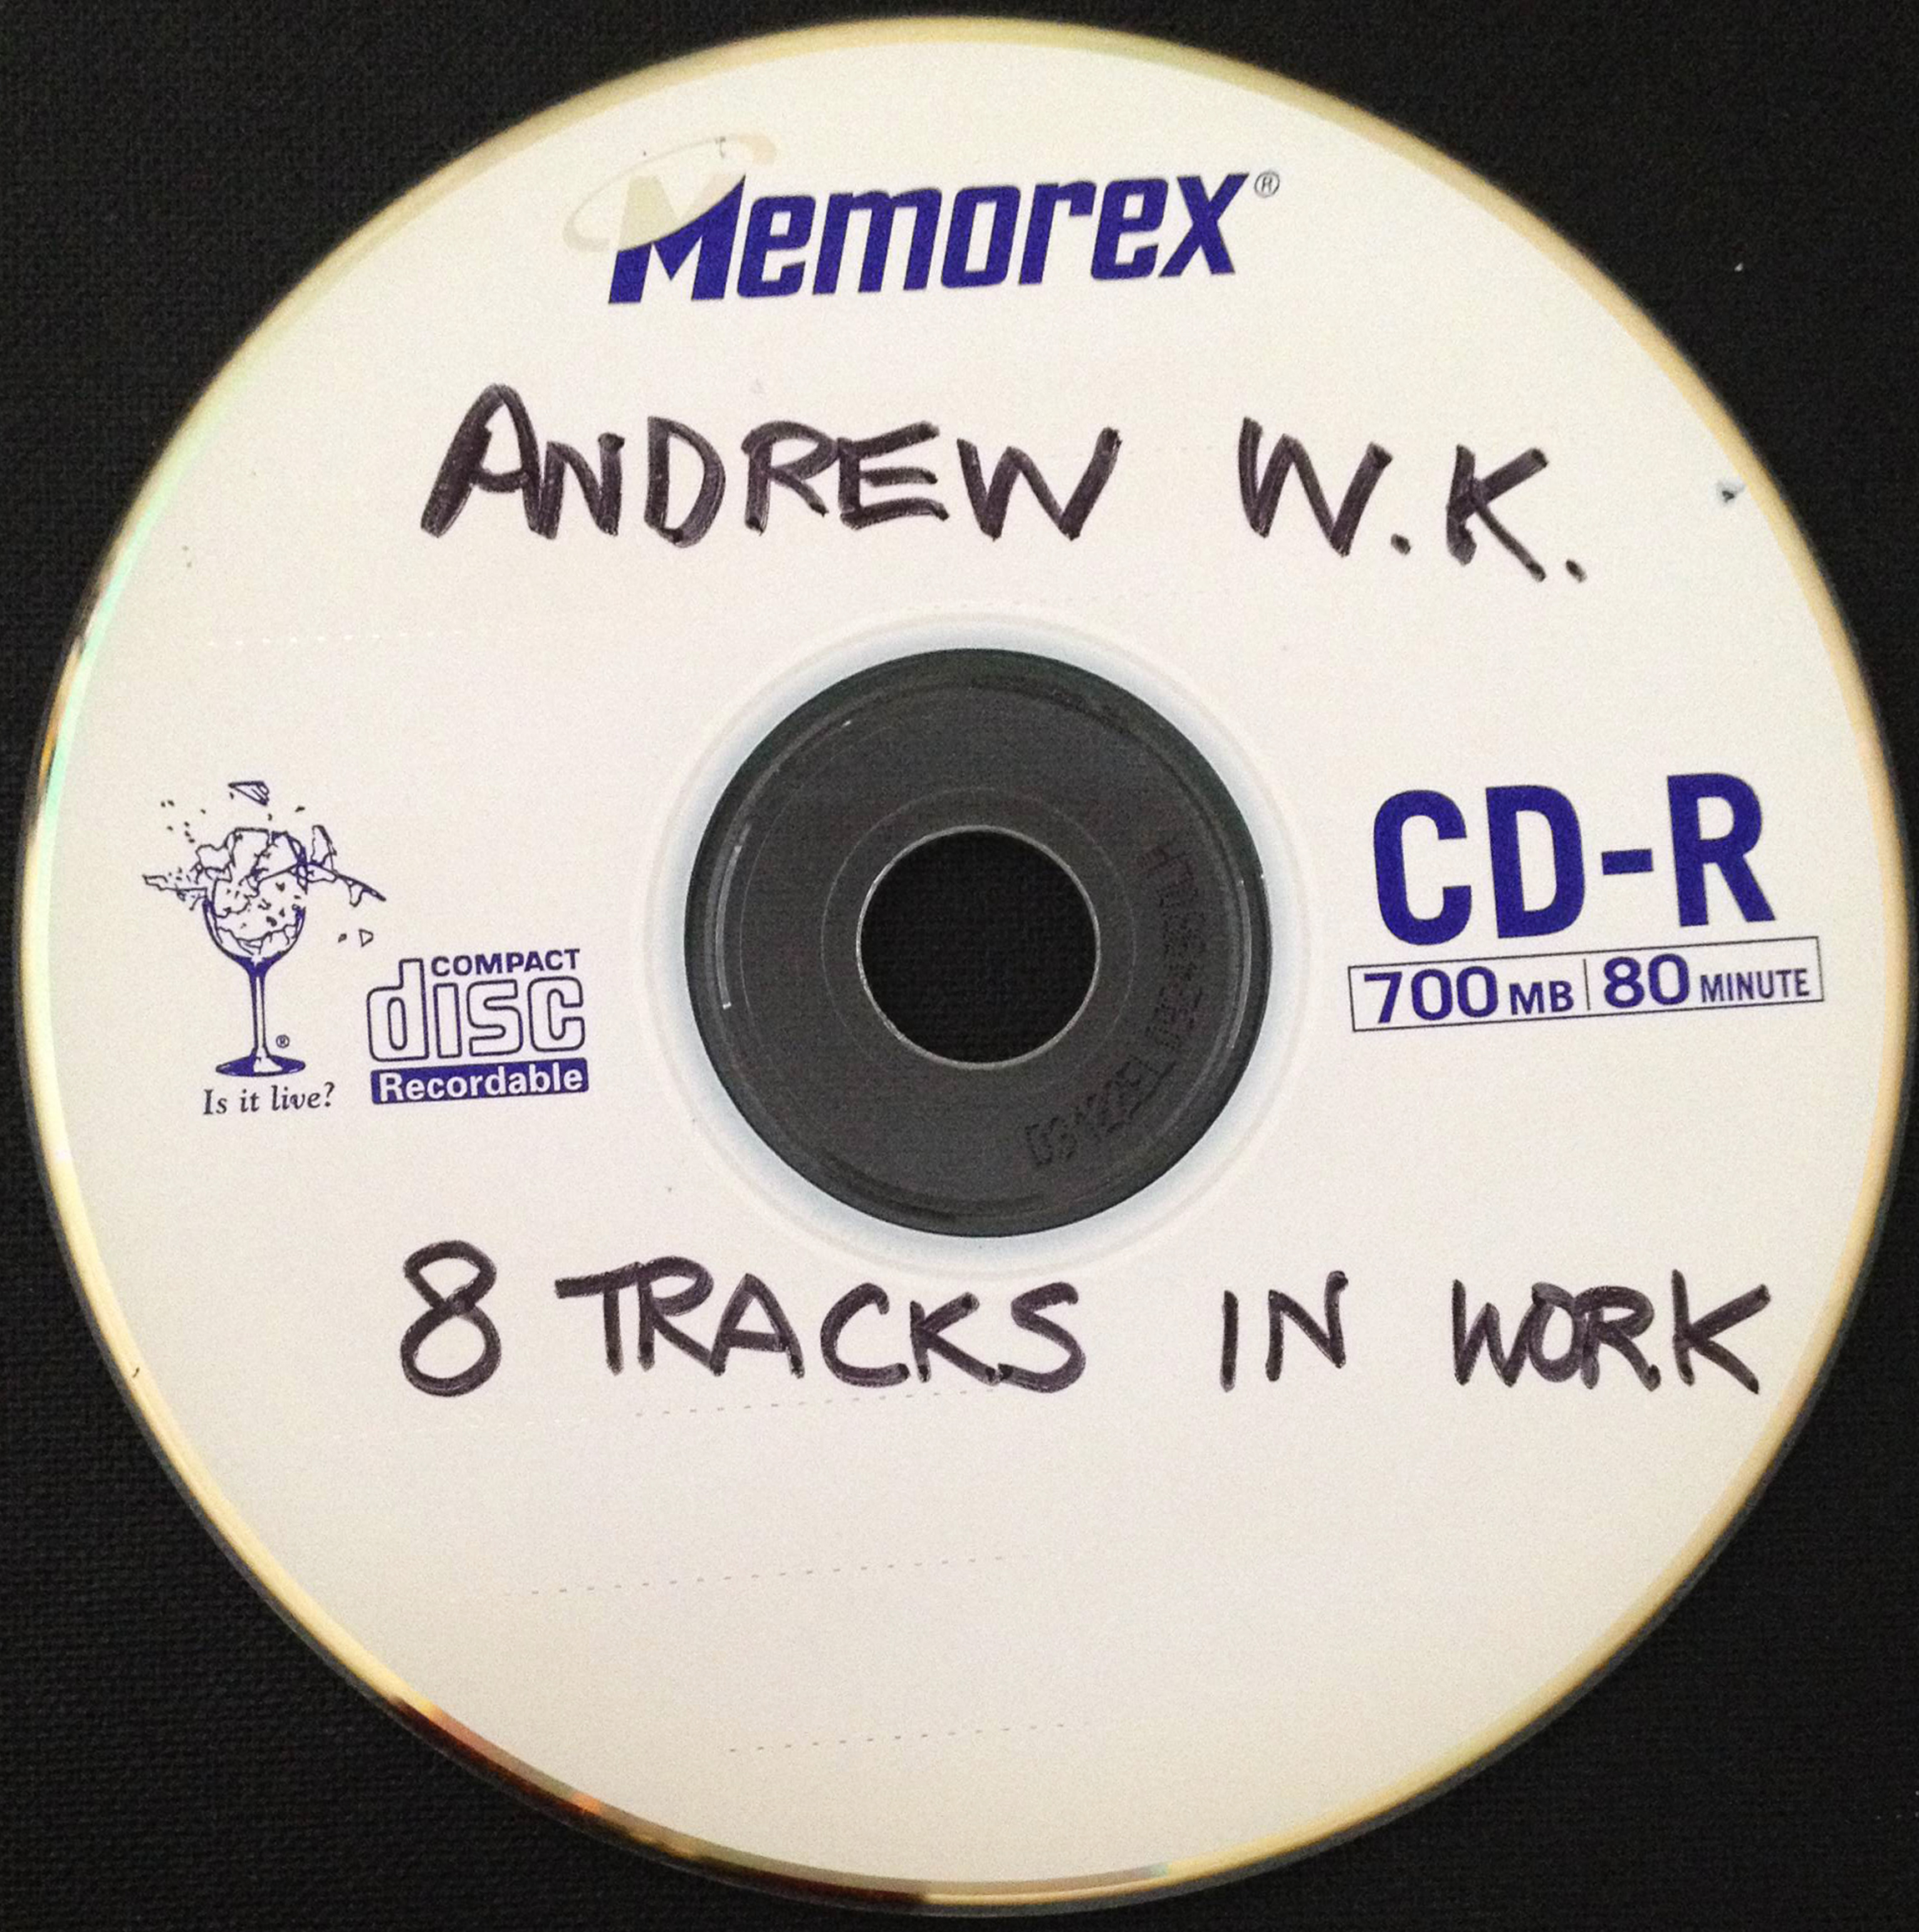 Memorex®
ANDREW W.K.
CD-R
700 MB | 80 MINUTE
COMPACT
disc
Recordable
®
Is it live?
8 TRACKS IN WORK